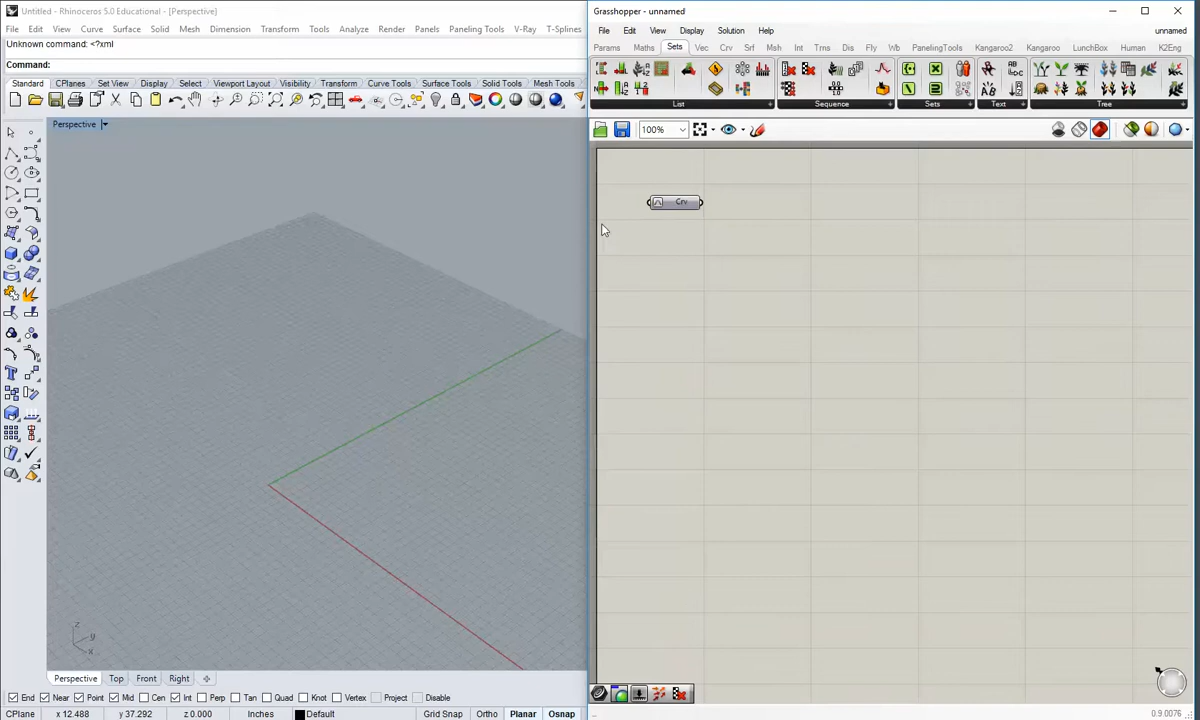 Untitled - Rhinoceros 5.0 Educational - [Perspective]
File Edit View Curve Surface Solid Mesh Dimension Transform Tools Analyze Render Panels V-Ray T-Splines
Unknown command: <?xml
Command:
Standard CPlanes Set View Display Select Viewport Layout Visibility Transform Curve Tools Surface Tools Solid Tools Mesh Tools
Perspective
z
y
x
Perspective Top Front Right
End Near Point Mid Cen Int Perp Tan Quad Knot Vertex Project Disable
CPlane x 12.488 y 37.292 z 0.000 Inches Default Grid Snap Ortho Planar Osnap
Grasshopper - unnamed
File Edit View Display Solution Help unnamed
Params Maths Sets Vec Crv Srf Msh Int Trns Dis Fly Wb PanelingTools Kangaroo2 Kangaroo LunchBox Human K2Eng
List Sequence Sets Text Tree
100%
Crv
0.9.0076